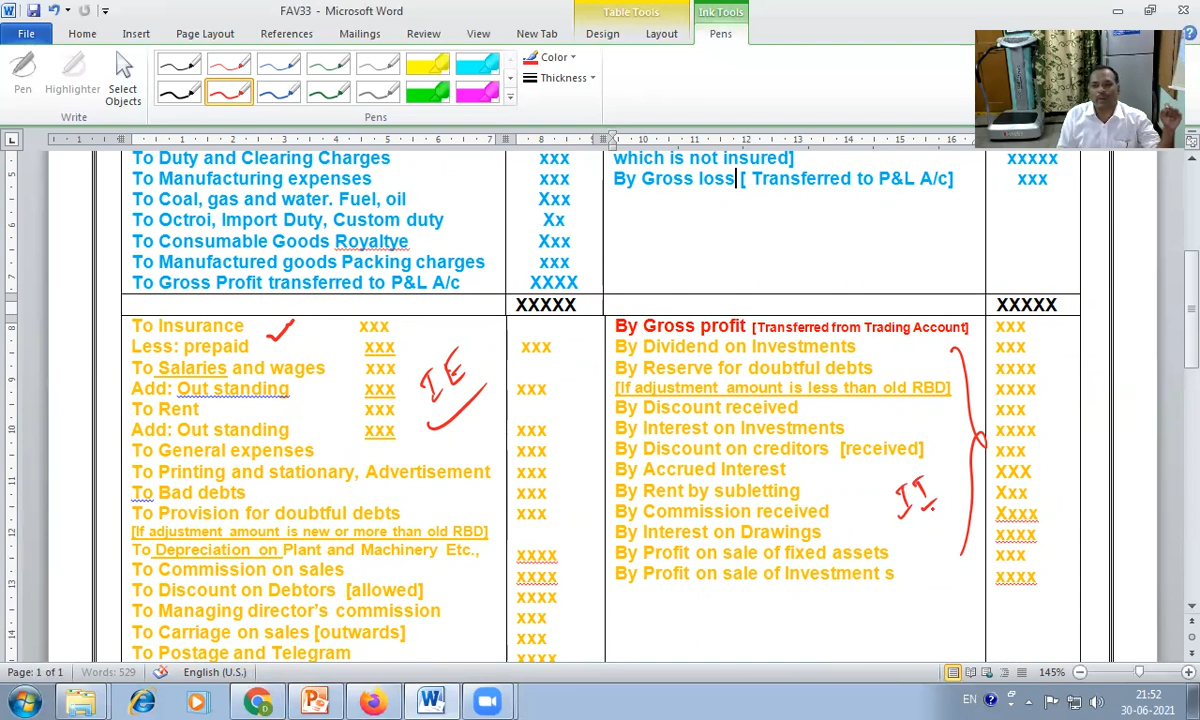 FAV33 - Microsoft Word
Table Tools
Ink Tools
File Home Insert Page Layout References Mailings Review View New Tab Design Layout Pens
Pen Highlighter Select Objects
Color
Thickness
Write
Pens
To Duty and Clearing Charges xxx which is not insured] xxxxx
To Manufacturing expenses xxx By Gross loss [ Transferred to P&L A/c] xxx
To Coal, gas and water. Fuel, oil Xxx
To Octroi, Import Duty, Custom duty Xx
To Consumable Goods Royaltye Xxx
To Manufactured goods Packing charges xxx
To Gross Profit transferred to P&L A/c XXXX
XXXXX XXXXX
To Insurance xxx By Gross profit [Transferred from Trading Account] xxx
Less: prepaid xxx xxx By Dividend on Investments xxx
To Salaries and wages xxx By Reserve for doubtful debts xxxx
Add: Out standing xxx xxx [If adjustment amount is less than old RBD] xxxx
To Rent xxx By Discount received xxx
Add: Out standing xxx xxx By Interest on Investments xxxx
To General expenses xxx By Discount on creditors [received] xxx
To Printing and stationary, Advertisement xxx By Accrued Interest XXX
To Bad debts xxx By Rent by subletting Xxx
To Provision for doubtful debts xxx By Commission received Xxxx
[If adjustment amount is new or more than old RBD] By Interest on Drawings xxxx
To Depreciation on Plant and Machinery Etc., xxxx By Profit on sale of fixed assets xxx
To Commission on sales xxxx By Profit on sale of Investment s xxxx
To Discount on Debtors [allowed] xxxx
To Managing director's commission xxx
To Carriage on sales [outwards] xxx
To Postage and Telegram xxxx
IE
II
Page: 1 of 1 Words: 529 English (U.S.) 145%
EN 21:52
30-06-2021